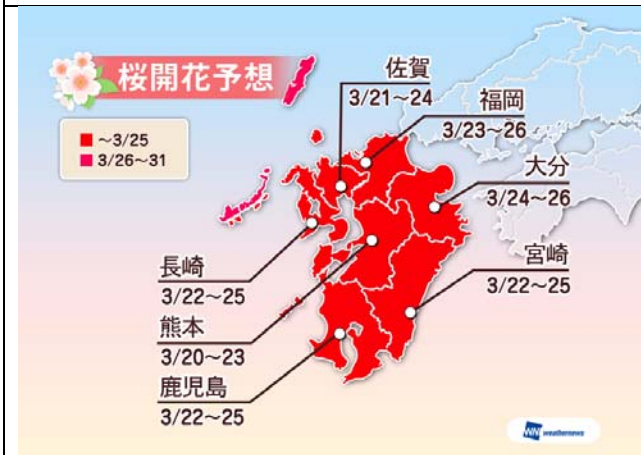 桜開花予想
～3/25
3/26～31
佐賀
3/21～24
福岡
3/23～26
大分
3/24～26
宮崎
3/22～25
長崎
3/22～25
熊本
3/20～23
鹿児島
3/22～25
WN weathernews